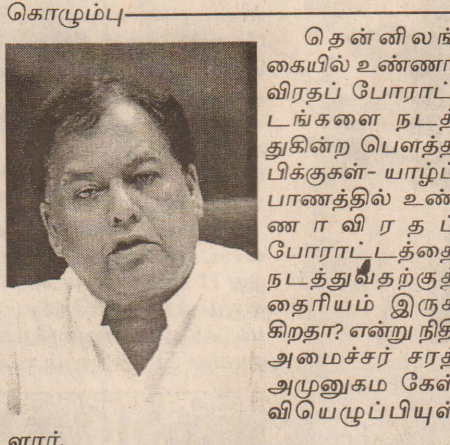 கொழும்பு
தென்னிலங்
கையில் உண்ணா
விரதப் போராட்
டங்களை நடத்
துகின்ற பௌத்த
பிக்குகள்- யாழ்ப்
பாணத்தில் உண்
ணாவிரதப்
போராட்டத்தை
நடத்துவதற்குத்
தைரியம் இருக்
கிறதா? என்று நிதி
அமைச்சர் சரத்
அமுனுகம கேள்
வியெழுப்பியுள்
ளார்.